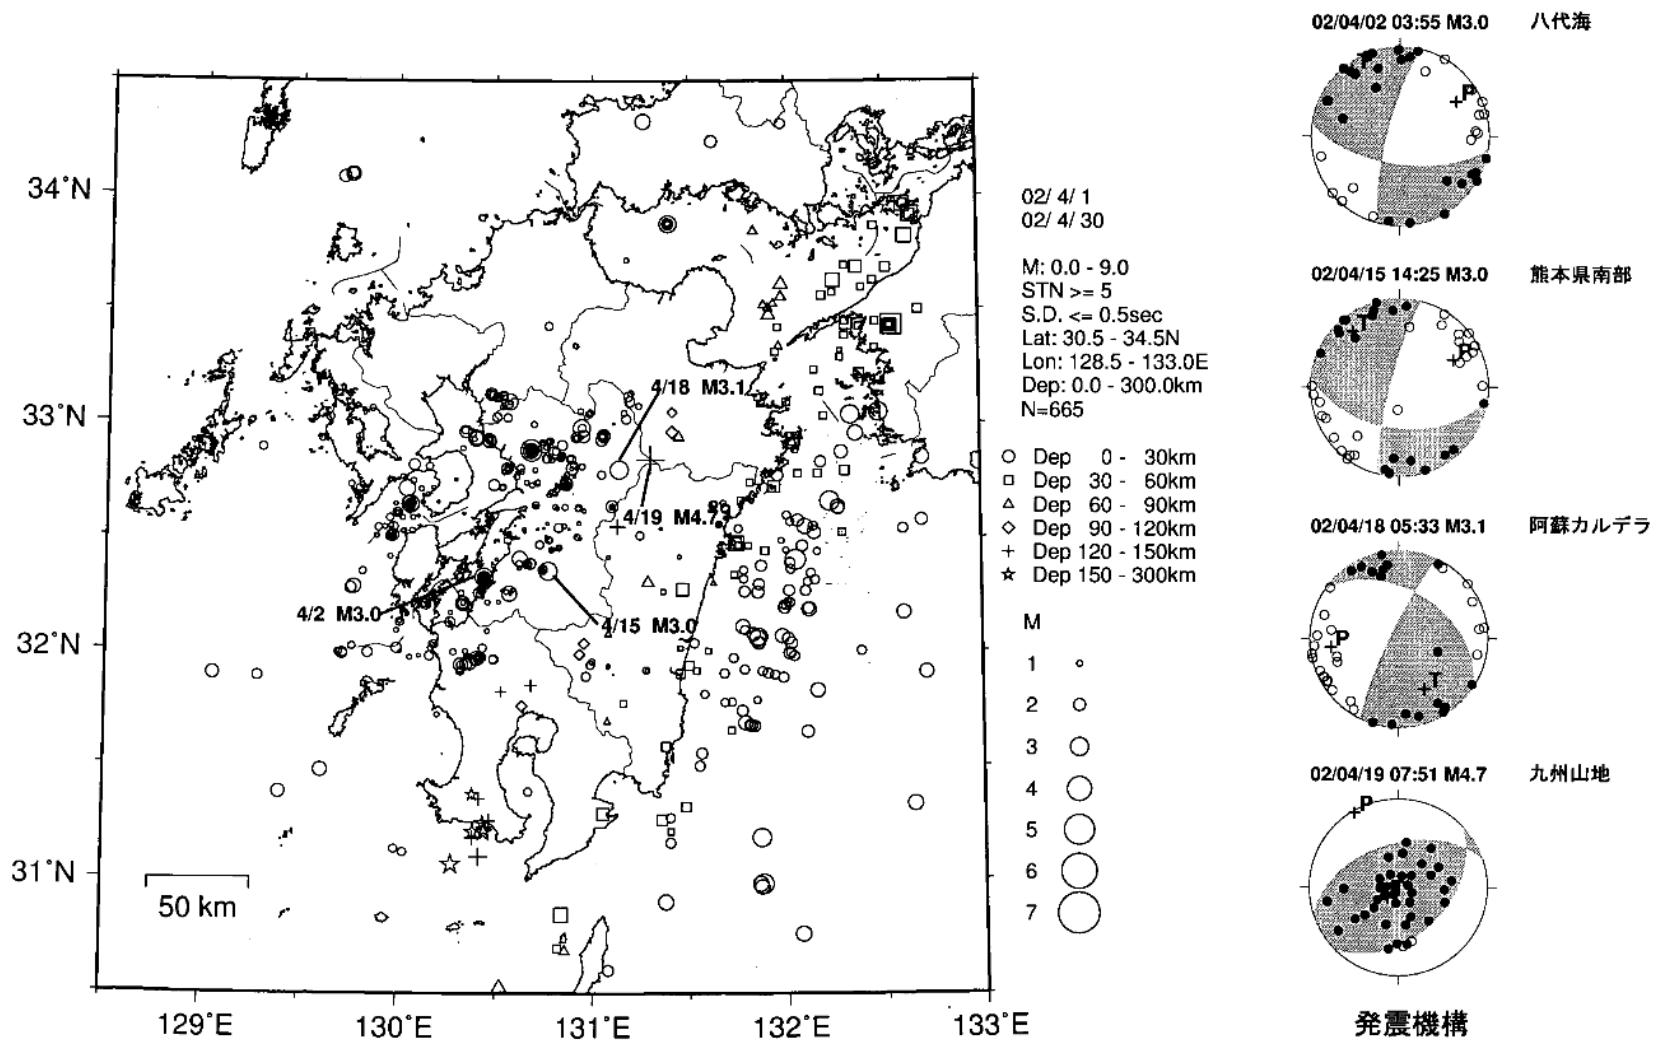 34°N
33°N
32°N
31°N
129°E
130°E
131°E
132°E
133°E
50 km
4/18 M3.1
4/19 M4.7
4/2 M3.0
4/15 M3.0
02/ 4/ 1
02/ 4/ 30
M: 0.0 - 9.0
STN >= 5
S.D. <= 0.5sec
Lat: 30.5 - 34.5N
Lon: 128.5 - 133.0E
Dep: 0.0 - 300.0km
N=665
Dep 0 - 30km
Dep 30 - 60km
Dep 60 - 90km
Dep 90 - 120km
Dep 120 - 150km
Dep 150 - 300km
M
1
2
3
4
5
6
7
02/04/02 03:55 M3.0 八代海
T
P
02/04/15 14:25 M3.0 熊本県南部
T
P
02/04/18 05:33 M3.1 阿蘇カルデラ
P
T
02/04/19 07:51 M4.7 九州山地
P
発震機構